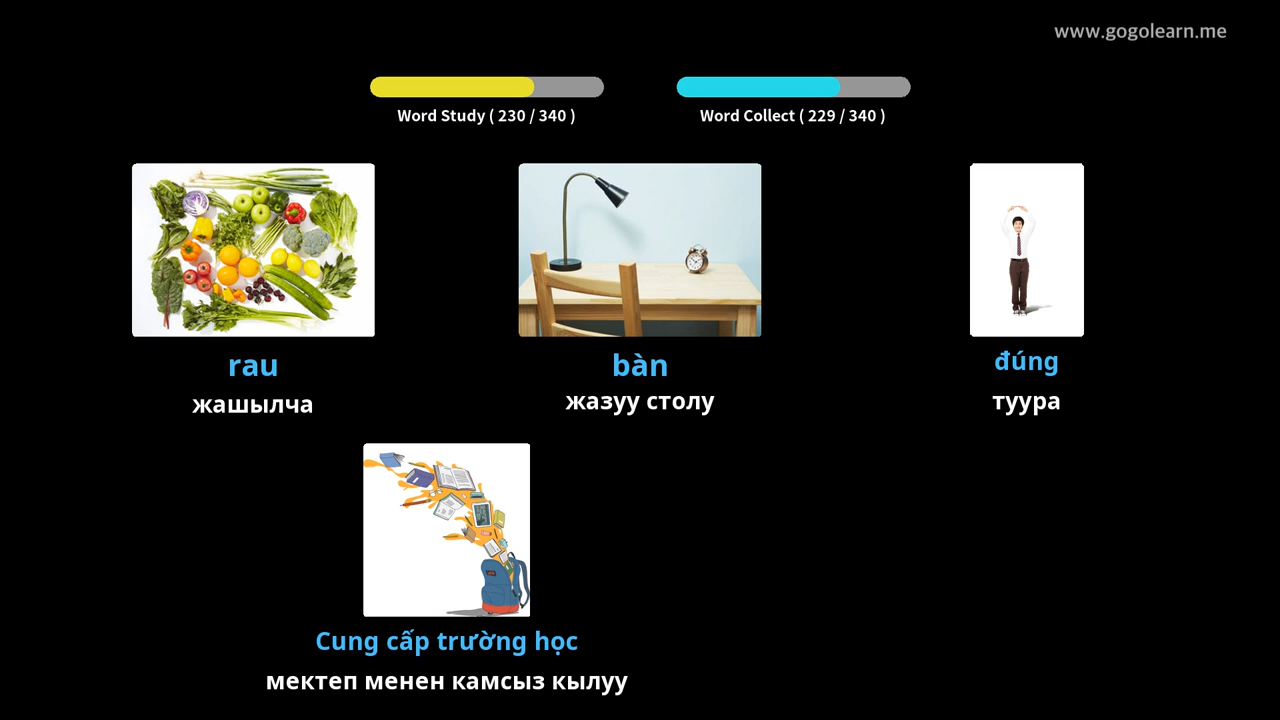 www.gogolearn.me
Word Study ( 230 / 340 )
Word Collect ( 229 / 340 )
rau
bàn
đúng
жашылча
жазуу столу
туура
Cung cấp trường học
мектеп менен камсыз кылуу